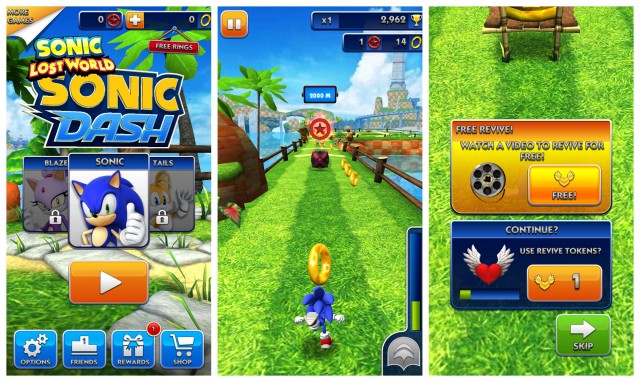 MORE
GAMES
0
0
FREE RINGS
SONIC
LOST WORLD
SONIC
DASH
BLAZE
SONIC
TAILS
OPTIONS
FRIENDS
1
REWARDS
SHOP
x1
2,962
1
14
2000 M
FREE REVIVE!
WATCH A VIDEO TO REVIVE FOR
FREE!
FREE!
CONTINUE?
USE REVIVE TOKENS?
1
SKIP